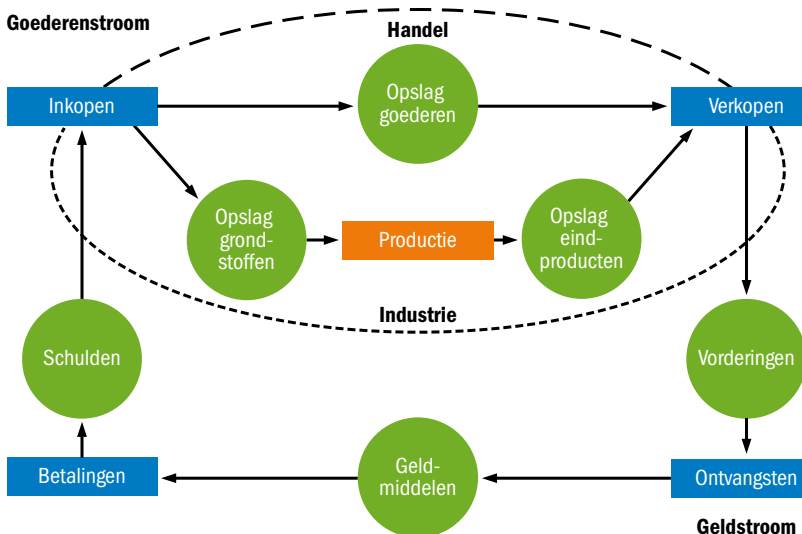 Goederenstroom
Handel
Inkopen
Opslag
goederen
Verkopen
Opslag
grond-
stoffen
Productie
Opslag
eind-
producten
Industrie
Schulden
Vorderingen
Betalingen
Geld-
middelen
Ontvangsten
Geldstroom